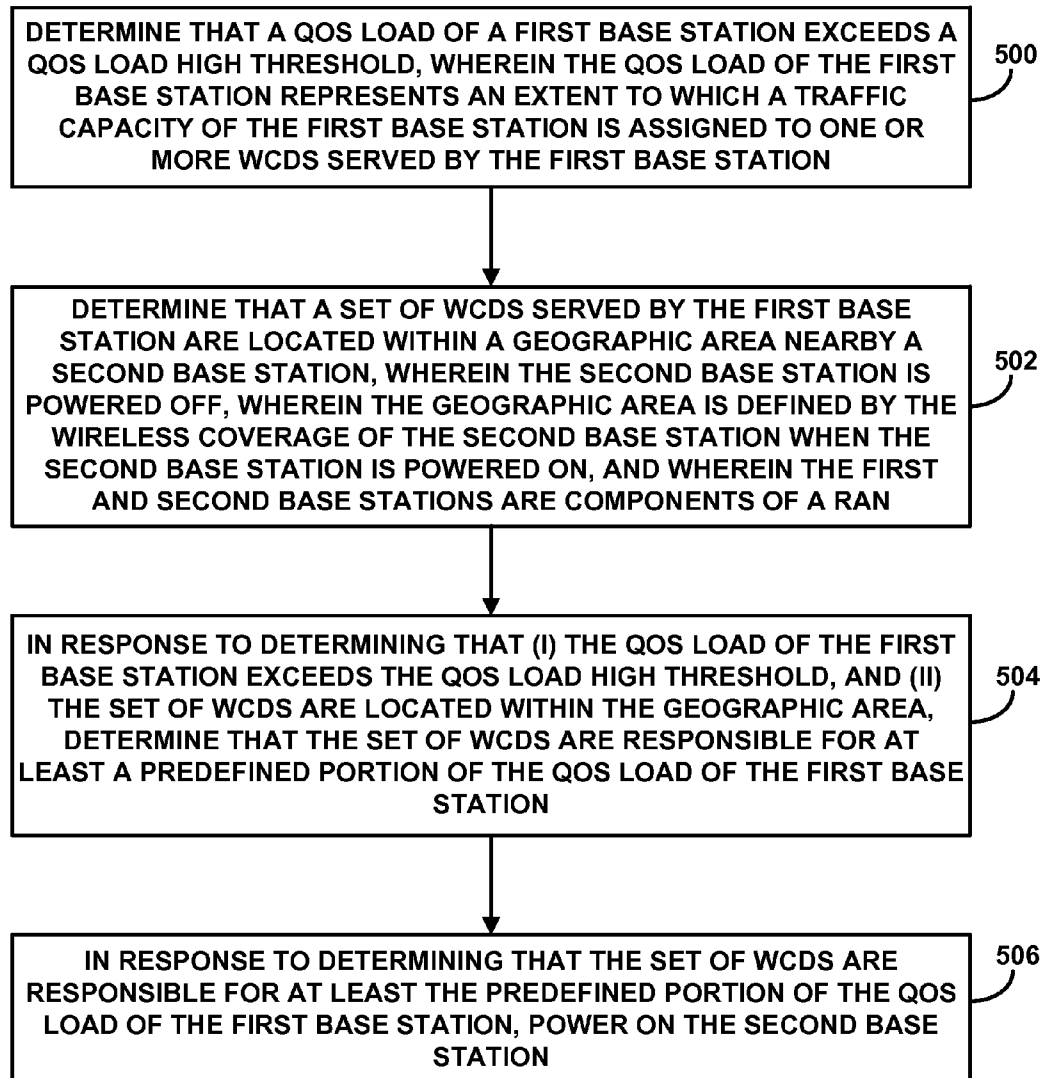 DETERMINE THAT A QOS LOAD OF A FIRST BASE STATION EXCEEDS A
QOS LOAD HIGH THRESHOLD, WHEREIN THE QOS LOAD OF THE FIRST
BASE STATION REPRESENTS AN EXTENT TO WHICH A TRAFFIC
CAPACITY OF THE FIRST BASE STATION IS ASSIGNED TO ONE OR
MORE WCDS SERVED BY THE FIRST BASE STATION
500
DETERMINE THAT A SET OF WCDS SERVED BY THE FIRST BASE
STATION ARE LOCATED WITHIN A GEOGRAPHIC AREA NEARBY A
SECOND BASE STATION, WHEREIN THE SECOND BASE STATION IS
POWERED OFF, WHEREIN THE GEOGRAPHIC AREA IS DEFINED BY THE
WIRELESS COVERAGE OF THE SECOND BASE STATION WHEN THE
SECOND BASE STATION IS POWERED ON, AND WHEREIN THE FIRST
AND SECOND BASE STATIONS ARE COMPONENTS OF A RAN
502
IN RESPONSE TO DETERMINING THAT (I) THE QOS LOAD OF THE FIRST
BASE STATION EXCEEDS THE QOS LOAD HIGH THRESHOLD, AND (II)
THE SET OF WCDS ARE LOCATED WITHIN THE GEOGRAPHIC AREA,
DETERMINE THAT THE SET OF WCDS ARE RESPONSIBLE FOR AT
LEAST A PREDEFINED PORTION OF THE QOS LOAD OF THE FIRST BASE
STATION
504
IN RESPONSE TO DETERMINING THAT THE SET OF WCDS ARE
RESPONSIBLE FOR AT LEAST THE PREDEFINED PORTION OF THE QOS
LOAD OF THE FIRST BASE STATION, POWER ON THE SECOND BASE
STATION
506